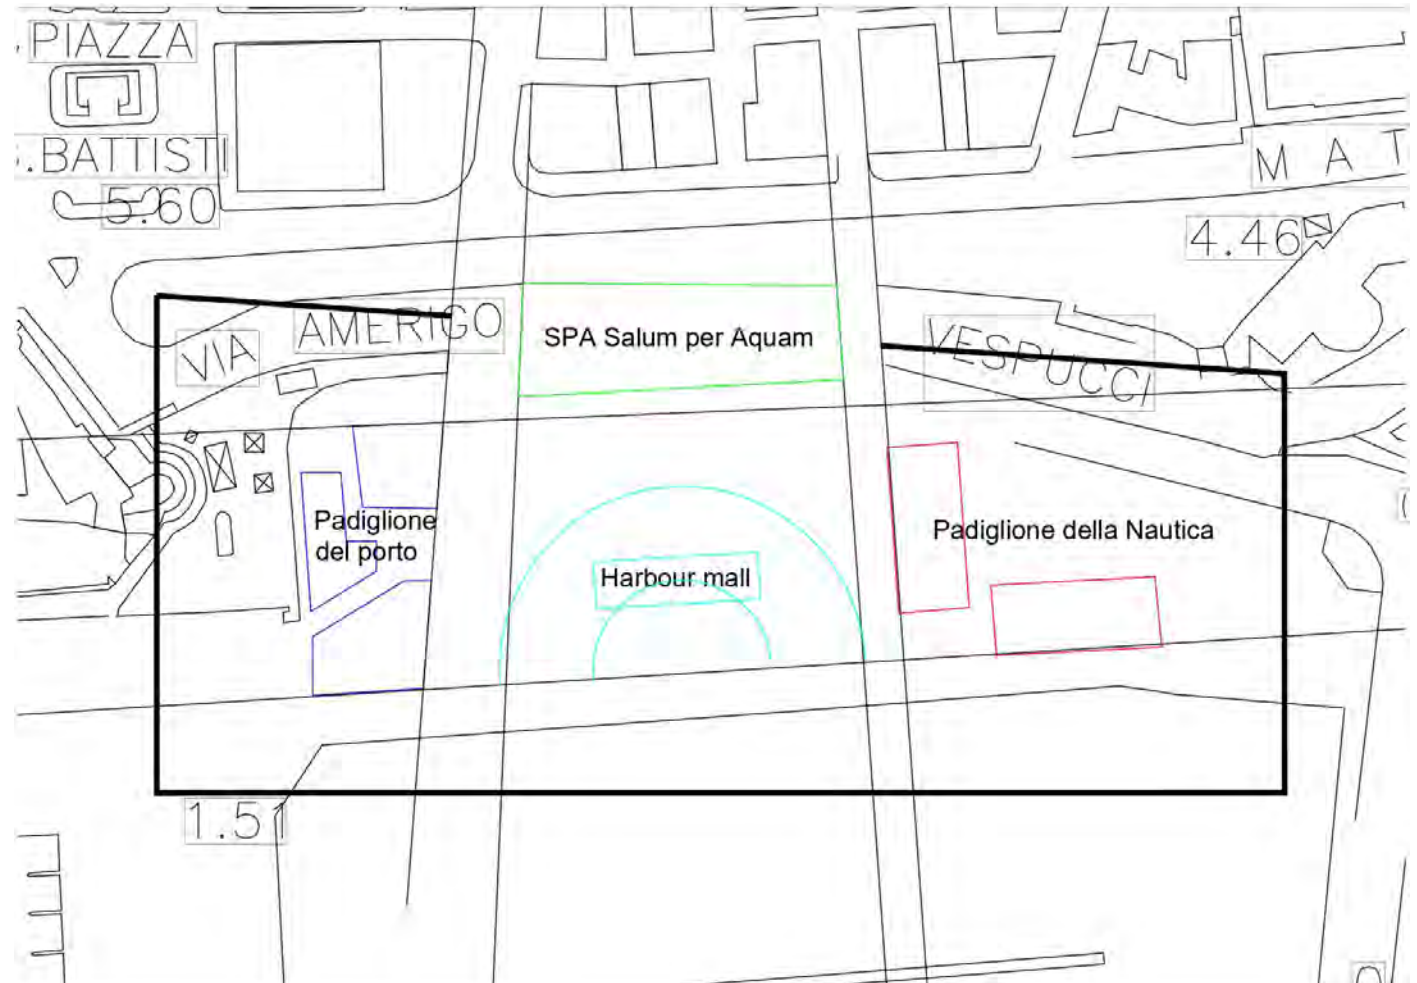 PIAZZA
.BATTISTI
5.60
M A T
4.46
VIA AMERIGO VESPUCCI
SPA Salum per Aquam
Padiglione
del porto
Harbour mall
Padiglione della Nautica
1.51